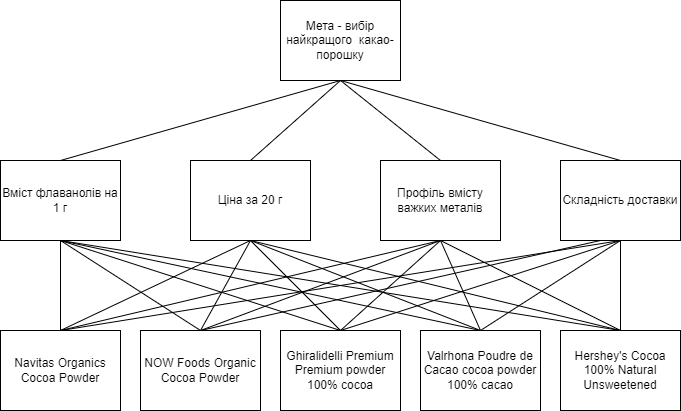 Мета - вибір
найкращого какао-
порошку
Вміст флаванолів на
1 г
Ціна за 20 г
Профіль вмісту
важких металів
Складність доставки
Navitas Organics
Cocoa Powder
NOW Foods Organic
Cocoa Powder
Ghiralidelli Premium
Premium powder
100% cocoa
Valrhona Poudre de
Cacao cocoa powder
100% cacao
Hershey's Cocoa
100% Natural
Unsweetened